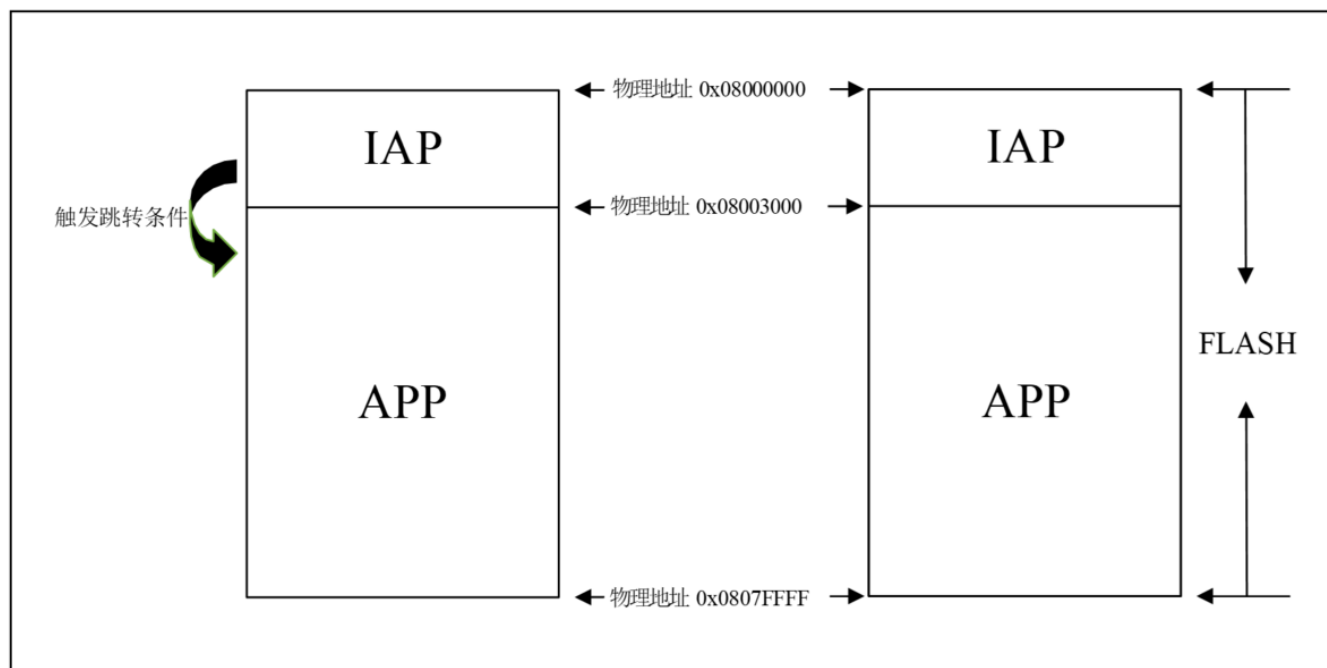 物理地址 0x08000000
IAP
IAP
触发跳转条件
物理地址 0x08003000
FLASH
APP
APP
物理地址 0x0807FFFF